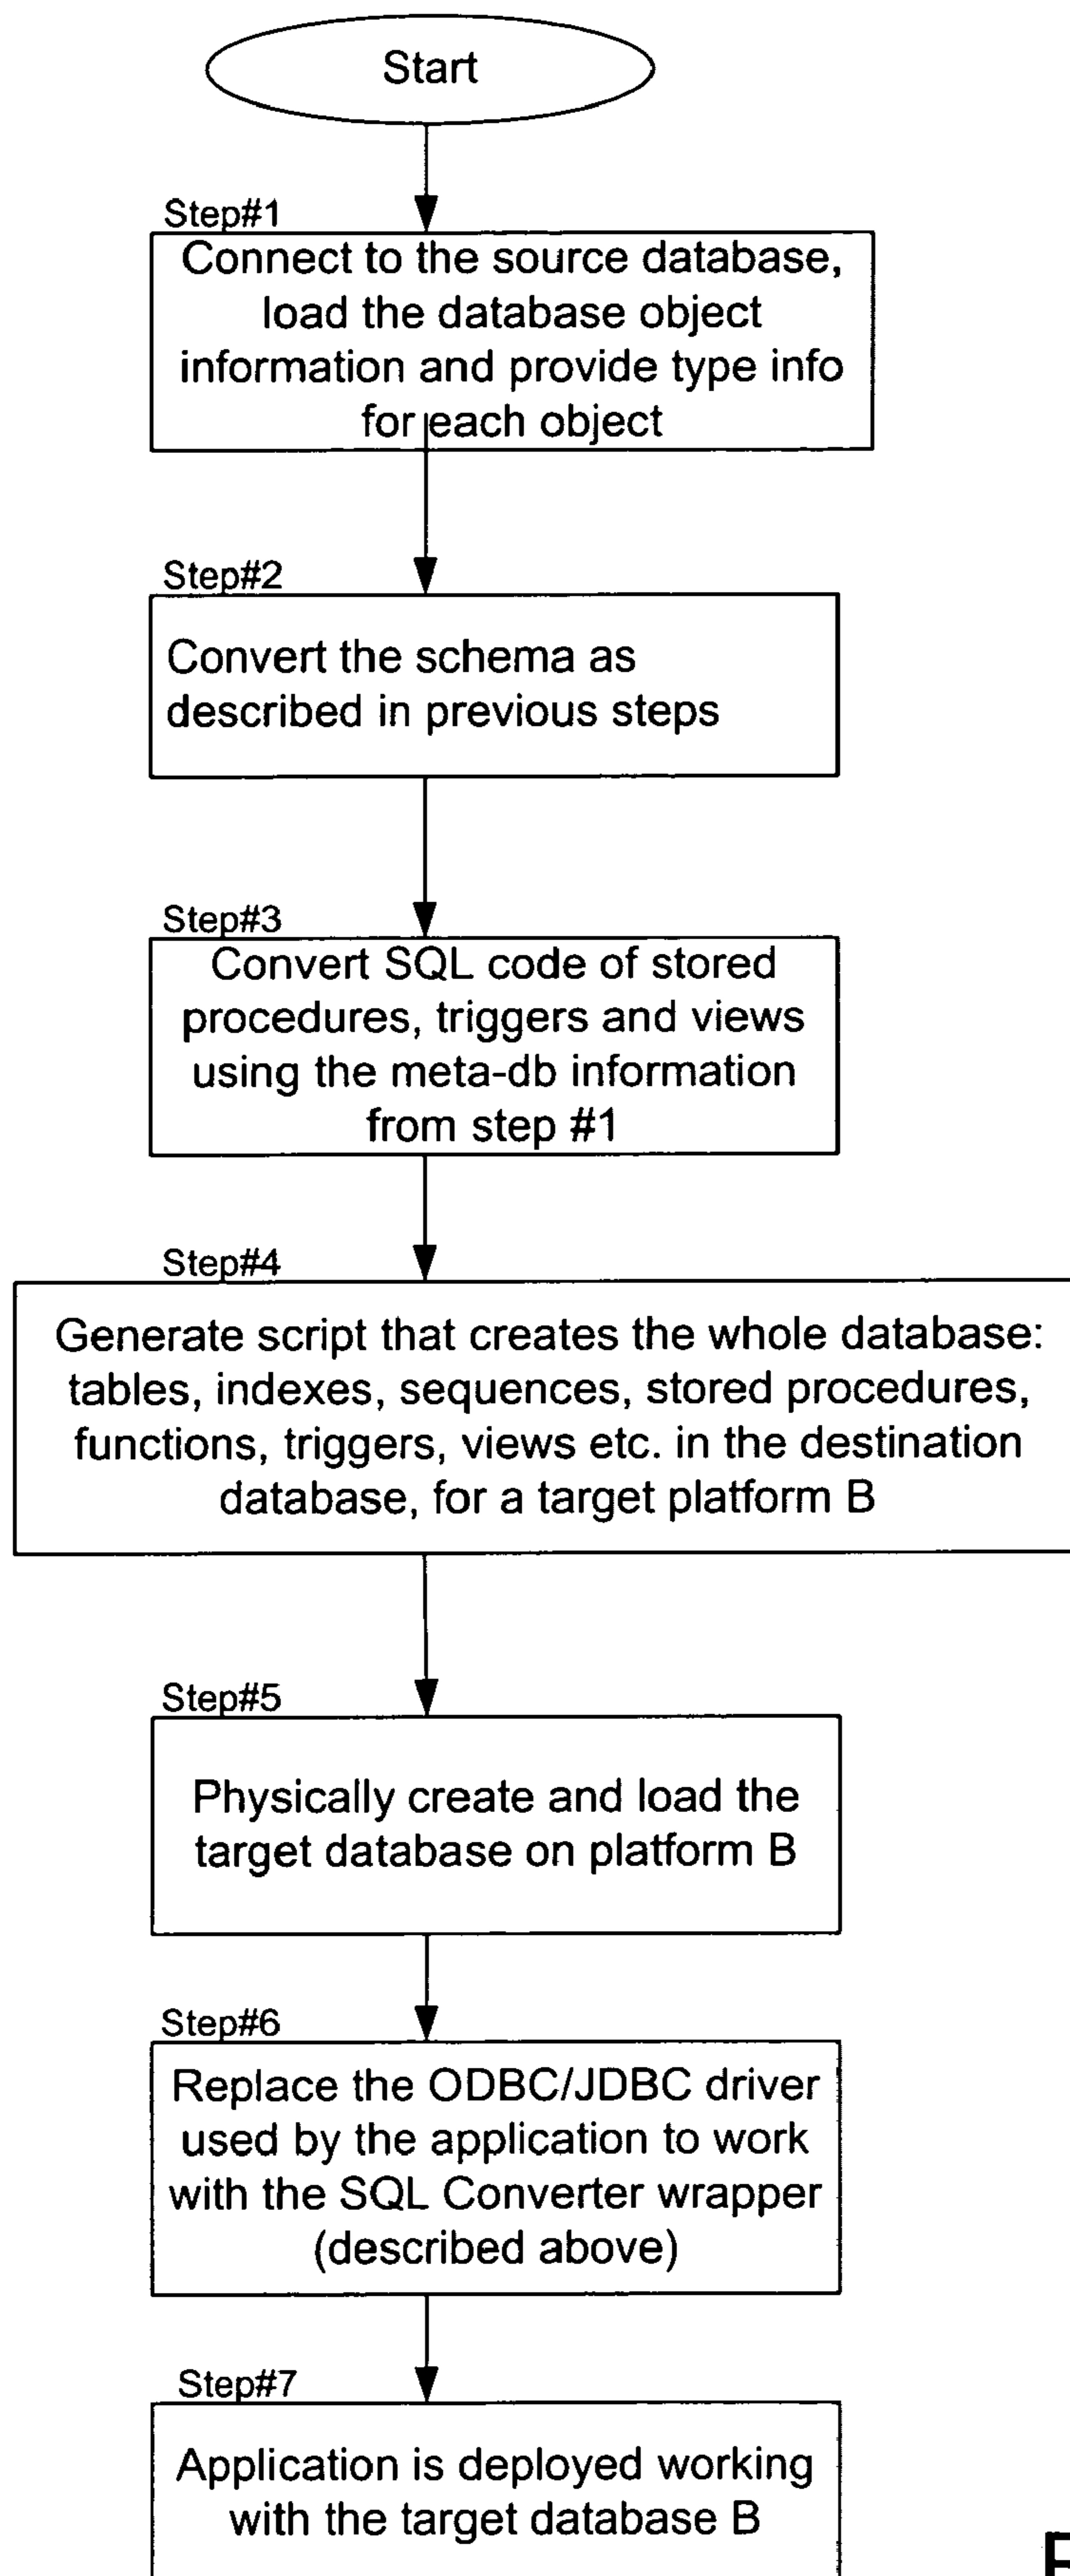 Start
Step#1
Connect to the source database,
load the database object
information and provide type info
for each object
Step#2
Convert the schema as
described in previous steps
Step#3
Convert SQL code of stored
procedures, triggers and views
using the meta-db information
from step #1
Step#4
Generate script that creates the whole database:
tables, indexes, sequences, stored procedures,
functions, triggers, views etc. in the destination
database, for a target platform B
Step#5
Physically create and load the
target database on platform B
Step#6
Replace the ODBC/JDBC driver
used by the application to work
with the SQL Converter wrapper
(described above)
Step#7
Application is deployed working
with the target database B